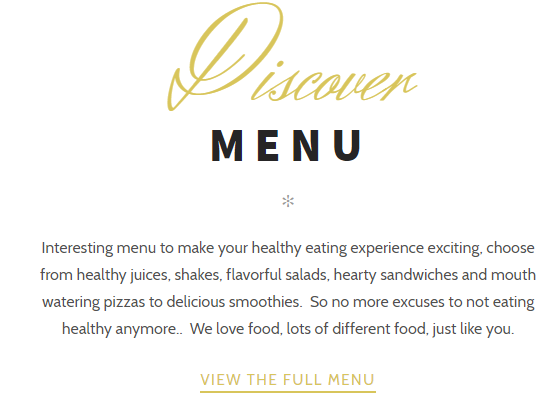 Discover
MENU
Interesting menu to make your healthy eating experience exciting, choose
from healthy juices, shakes, flavorful salads, hearty sandwiches and mouth
watering pizzas to delicious smoothies.  So no more excuses to not eating
healthy anymore..  We love food, lots of different food, just like you.
VIEW THE FULL MENU